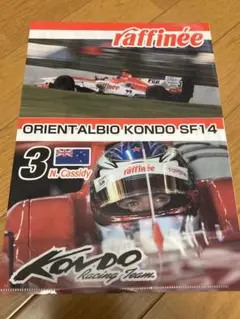 raffinée
ORIENTALBIO KONDO SF14
3
N. Cassidy
raffinée
KONDO
Racing Team.